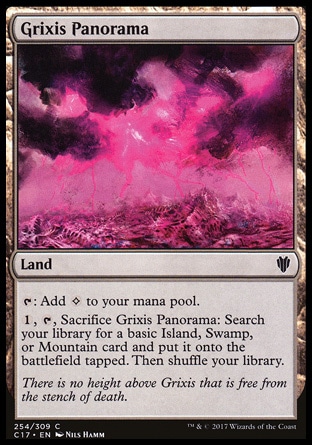 Grixis Panorama
Land
: Add to your mana pool.
1, , Sacrifice Grixis Panorama: Search
your library for a basic Island, Swamp,
or Mountain card and put it onto the
battlefield tapped. Then shuffle your library.
There is no height above Grixis that is free from
the stench of death.
254/309 C
C17 • EN Nils Hamm
™ & © 2017 Wizards of the Coast